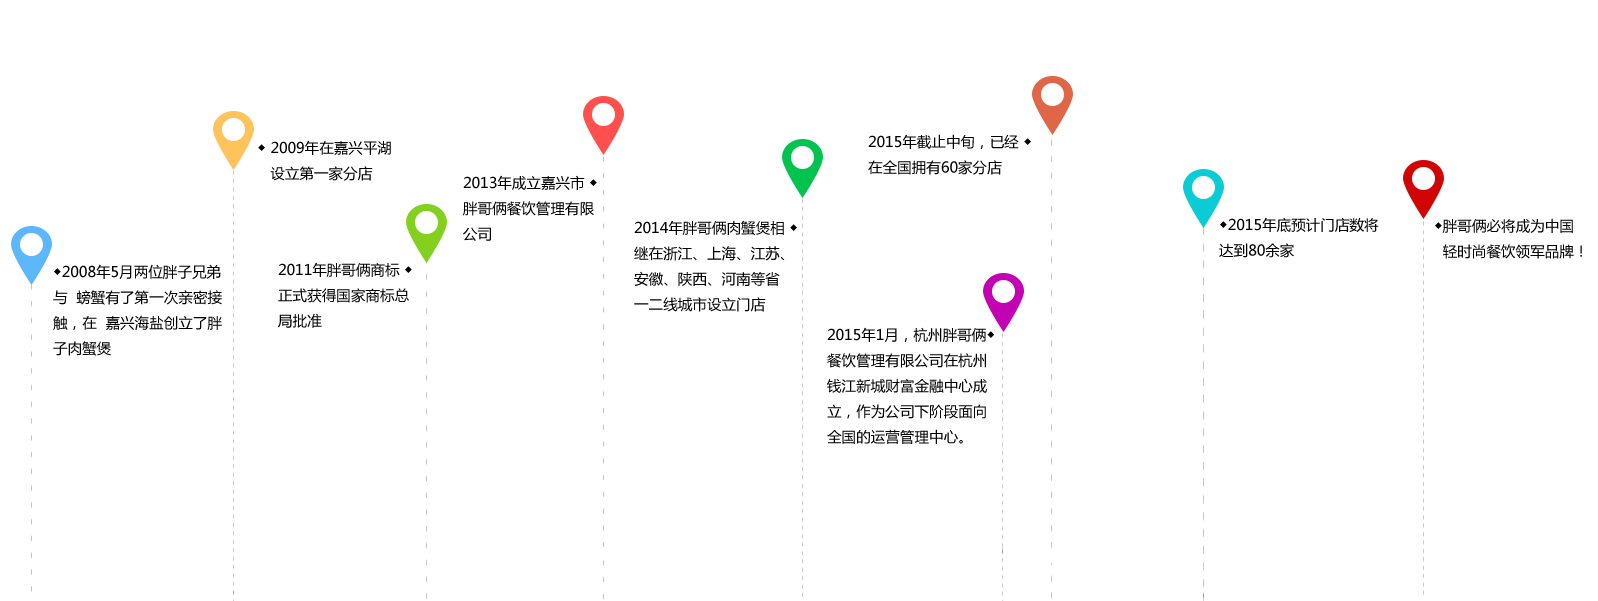 ◆2008年5月两位胖子兄弟
与  螃蟹有了第一次亲密接
触，在  嘉兴海盐创立了胖
子肉蟹煲
◆ 2009年在嘉兴平湖
设立第一家分店
2011年胖哥俩商标 ◆
正式获得国家商标总
局批准
2013年成立嘉兴市 ◆
胖哥俩餐饮管理有限
公司
2014年胖哥俩肉蟹煲相 ◆
继在浙江、上海、江苏、
安徽、陕西、河南等省
一二线城市设立门店
2015年1月，杭州胖哥俩◆
餐饮管理有限公司在杭州
钱江新城财富金融中心成
立，作为公司下阶段面向
全国的运营管理中心。
2015年截止中旬，已经 ◆
在全国拥有60家分店
◆2015年底预计门店数将
达到80余家
◆胖哥俩必将成为中国
轻时尚餐饮领军品牌！